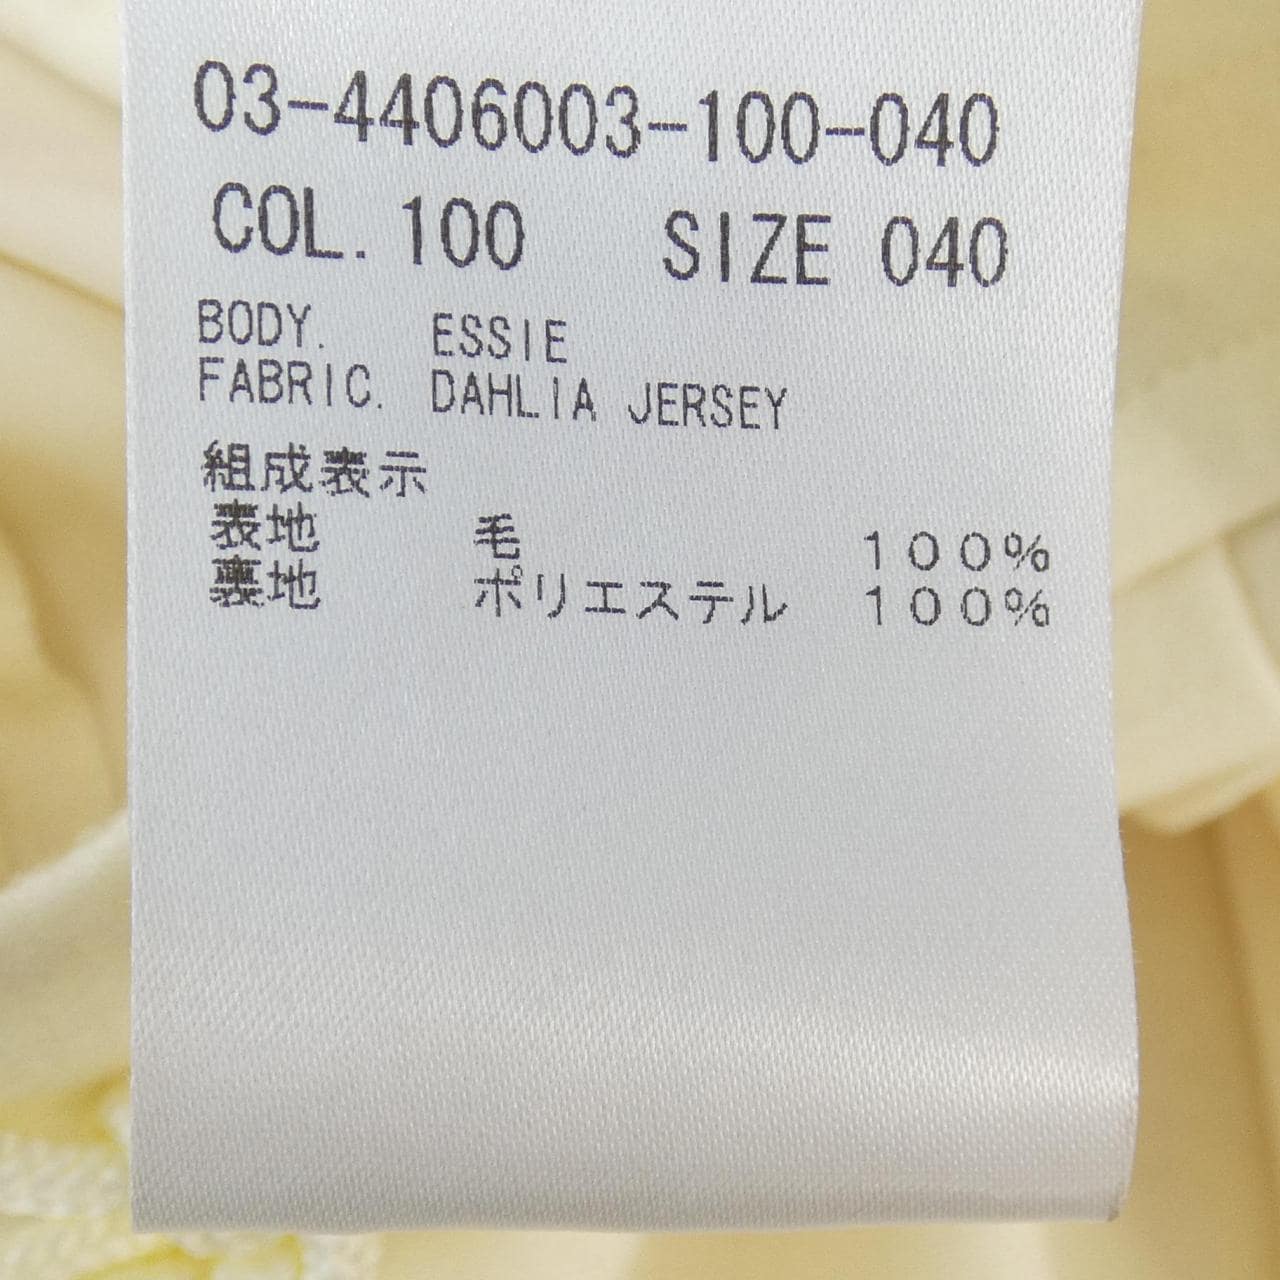 03-4406003-100-040
COL. 100 SIZE 040
BODY. ESSIE
FABRIC. DAHLIA JERSEY
組成表示
表地 毛 100%
裏地 ポリエステル 100%